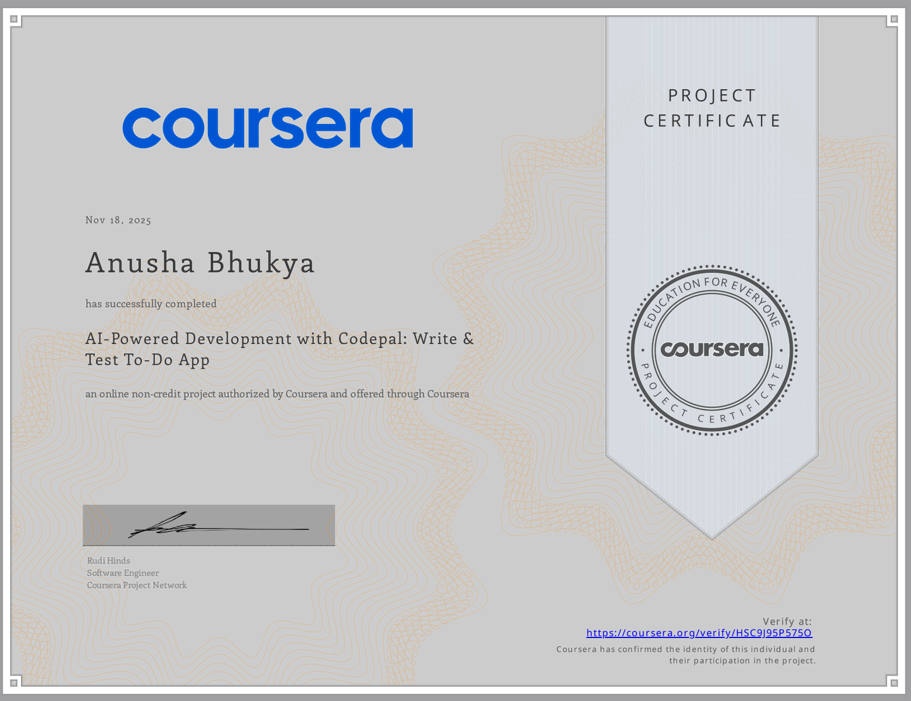 PROJECT
CERTIFICATE
coursera
Nov 18, 2025
Anusha Bhukya
has successfully completed
AI-Powered Development with Codepal: Write &
Test To-Do App
an online non-credit project authorized by Coursera and offered through Coursera
EDUCATION FOR EVERYONE
coursera
PROJECT CERTIFICATE
Rudi Hinds
Software Engineer
Coursera Project Network
Verify at:
https://coursera.org/verify/HSC9J95P575O
Coursera has confirmed the identity of this individual and
their participation in the project.